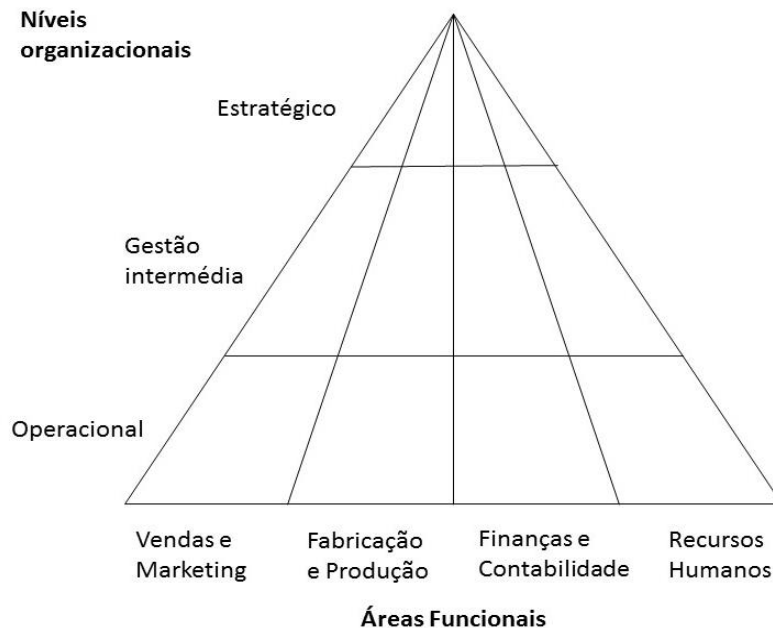 Níveis
organizacionais
Estratégico
Gestão
intermédia
Operacional
Vendas e
Marketing
Fabricação
e Produção
Finanças e
Contabilidade
Recursos
Humanos
Áreas Funcionais